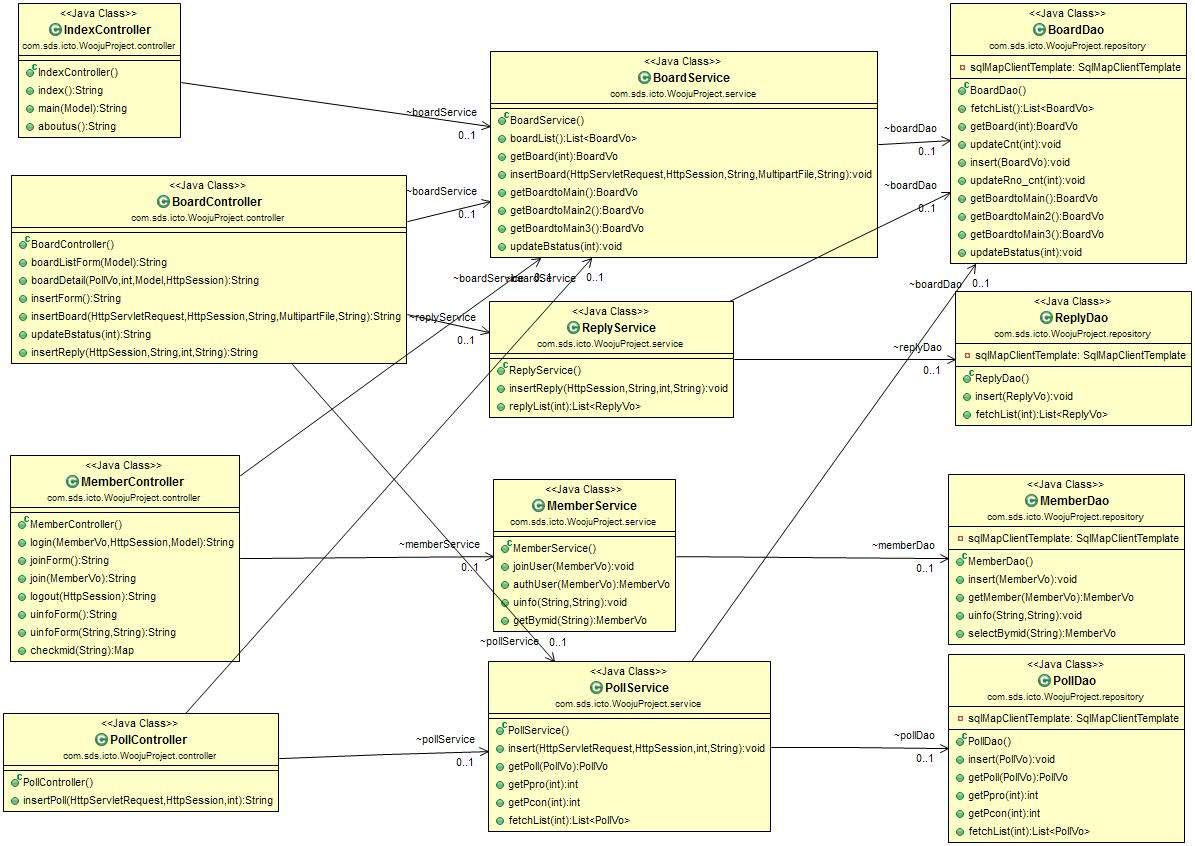 <<Java Class>>
IndexController
com.sds.icto.WoojuProject.controller
IndexController()
index():String
main(Model):String
aboutus():String
<<Java Class>>
BoardController
com.sds.icto.WoojuProject.controller
BoardController()
boardListForm(Model):String
boardDetail(PollVo,int,Model,HttpSession):String
insertForm():String
insertBoard(HttpServletRequest,HttpSession,String,MultipartFile,String):String
updateBstatus(int):String
insertReply(HttpSession,String,int,String):String
<<Java Class>>
MemberController
com.sds.icto.WoojuProject.controller
MemberController()
login(MemberVo,HttpSession,Model):String
joinForm():String
join(MemberVo):String
logout(HttpSession):String
uinfoForm():String
uinfoForm(String,String):String
checkmid(String):Map
<<Java Class>>
PollController
com.sds.icto.WoojuProject.controller
PollController()
insertPoll(HttpServletRequest,HttpSession,int):String
~boardService
0..1
~boardService
0..1
~boardService
0..1
boardService
0..1
~replyService
0..1
~memberService
0..1
~pollService
0..1
~pollService
0..1
<<Java Class>>
BoardService
com.sds.icto.WoojuProject.service
BoardService()
boardList():List<BoardVo>
getBoard(int):BoardVo
insertBoard(HttpServletRequest,HttpSession,String,MultipartFile,String):void
getBoardtoMain():BoardVo
getBoardtoMain2():BoardVo
getBoardtoMain3():BoardVo
updateBstatus(int):void
<<Java Class>>
ReplyService
com.sds.icto.WoojuProject.service
ReplyService()
insertReply(HttpSession,String,int,String):void
replyList(int):List<ReplyVo>
<<Java Class>>
MemberService
com.sds.icto.WoojuProject.service
MemberService()
joinUser(MemberVo):void
authUser(MemberVo):MemberVo
uinfo(String,String):void
getBymid(String):MemberVo
<<Java Class>>
PollService
com.sds.icto.WoojuProject.service
PollService()
insert(HttpServletRequest,HttpSession,int,String):void
getPoll(PollVo):PollVo
getPpro(int):int
getPcon(int):int
fetchList(int):List<PollVo>
~boardDao
0..1
~boardDao
0..1
~boardDao
0..1
~replyDao
0..1
~memberDao
0..1
~pollDao
0..1
<<Java Class>>
BoardDao
com.sds.icto.WoojuProject.repository
sqlMapClientTemplate: SqlMapClientTemplate
BoardDao()
fetchList():List<BoardVo>
getBoard(int):BoardVo
updateCnt(int):void
insert(BoardVo):void
updateRno_cnt(int):void
getBoardtoMain():BoardVo
getBoardtoMain2():BoardVo
getBoardtoMain3():BoardVo
updateBstatus(int):void
<<Java Class>>
ReplyDao
com.sds.icto.WoojuProject.repository
sqlMapClientTemplate: SqlMapClientTemplate
ReplyDao()
insert(ReplyVo):void
fetchList(int):List<ReplyVo>
<<Java Class>>
MemberDao
com.sds.icto.WoojuProject.repository
sqlMapClientTemplate: SqlMapClientTemplate
MemberDao()
insert(MemberVo):void
getMember(MemberVo):MemberVo
uinfo(String,String):void
selectBymid(String):MemberVo
<<Java Class>>
PollDao
com.sds.icto.WoojuProject.repository
sqlMapClientTemplate: SqlMapClientTemplate
PollDao()
insert(PollVo):void
getPoll(PollVo):PollVo
getPpro(int):int
getPcon(int):int
fetchList(int):List<PollVo>